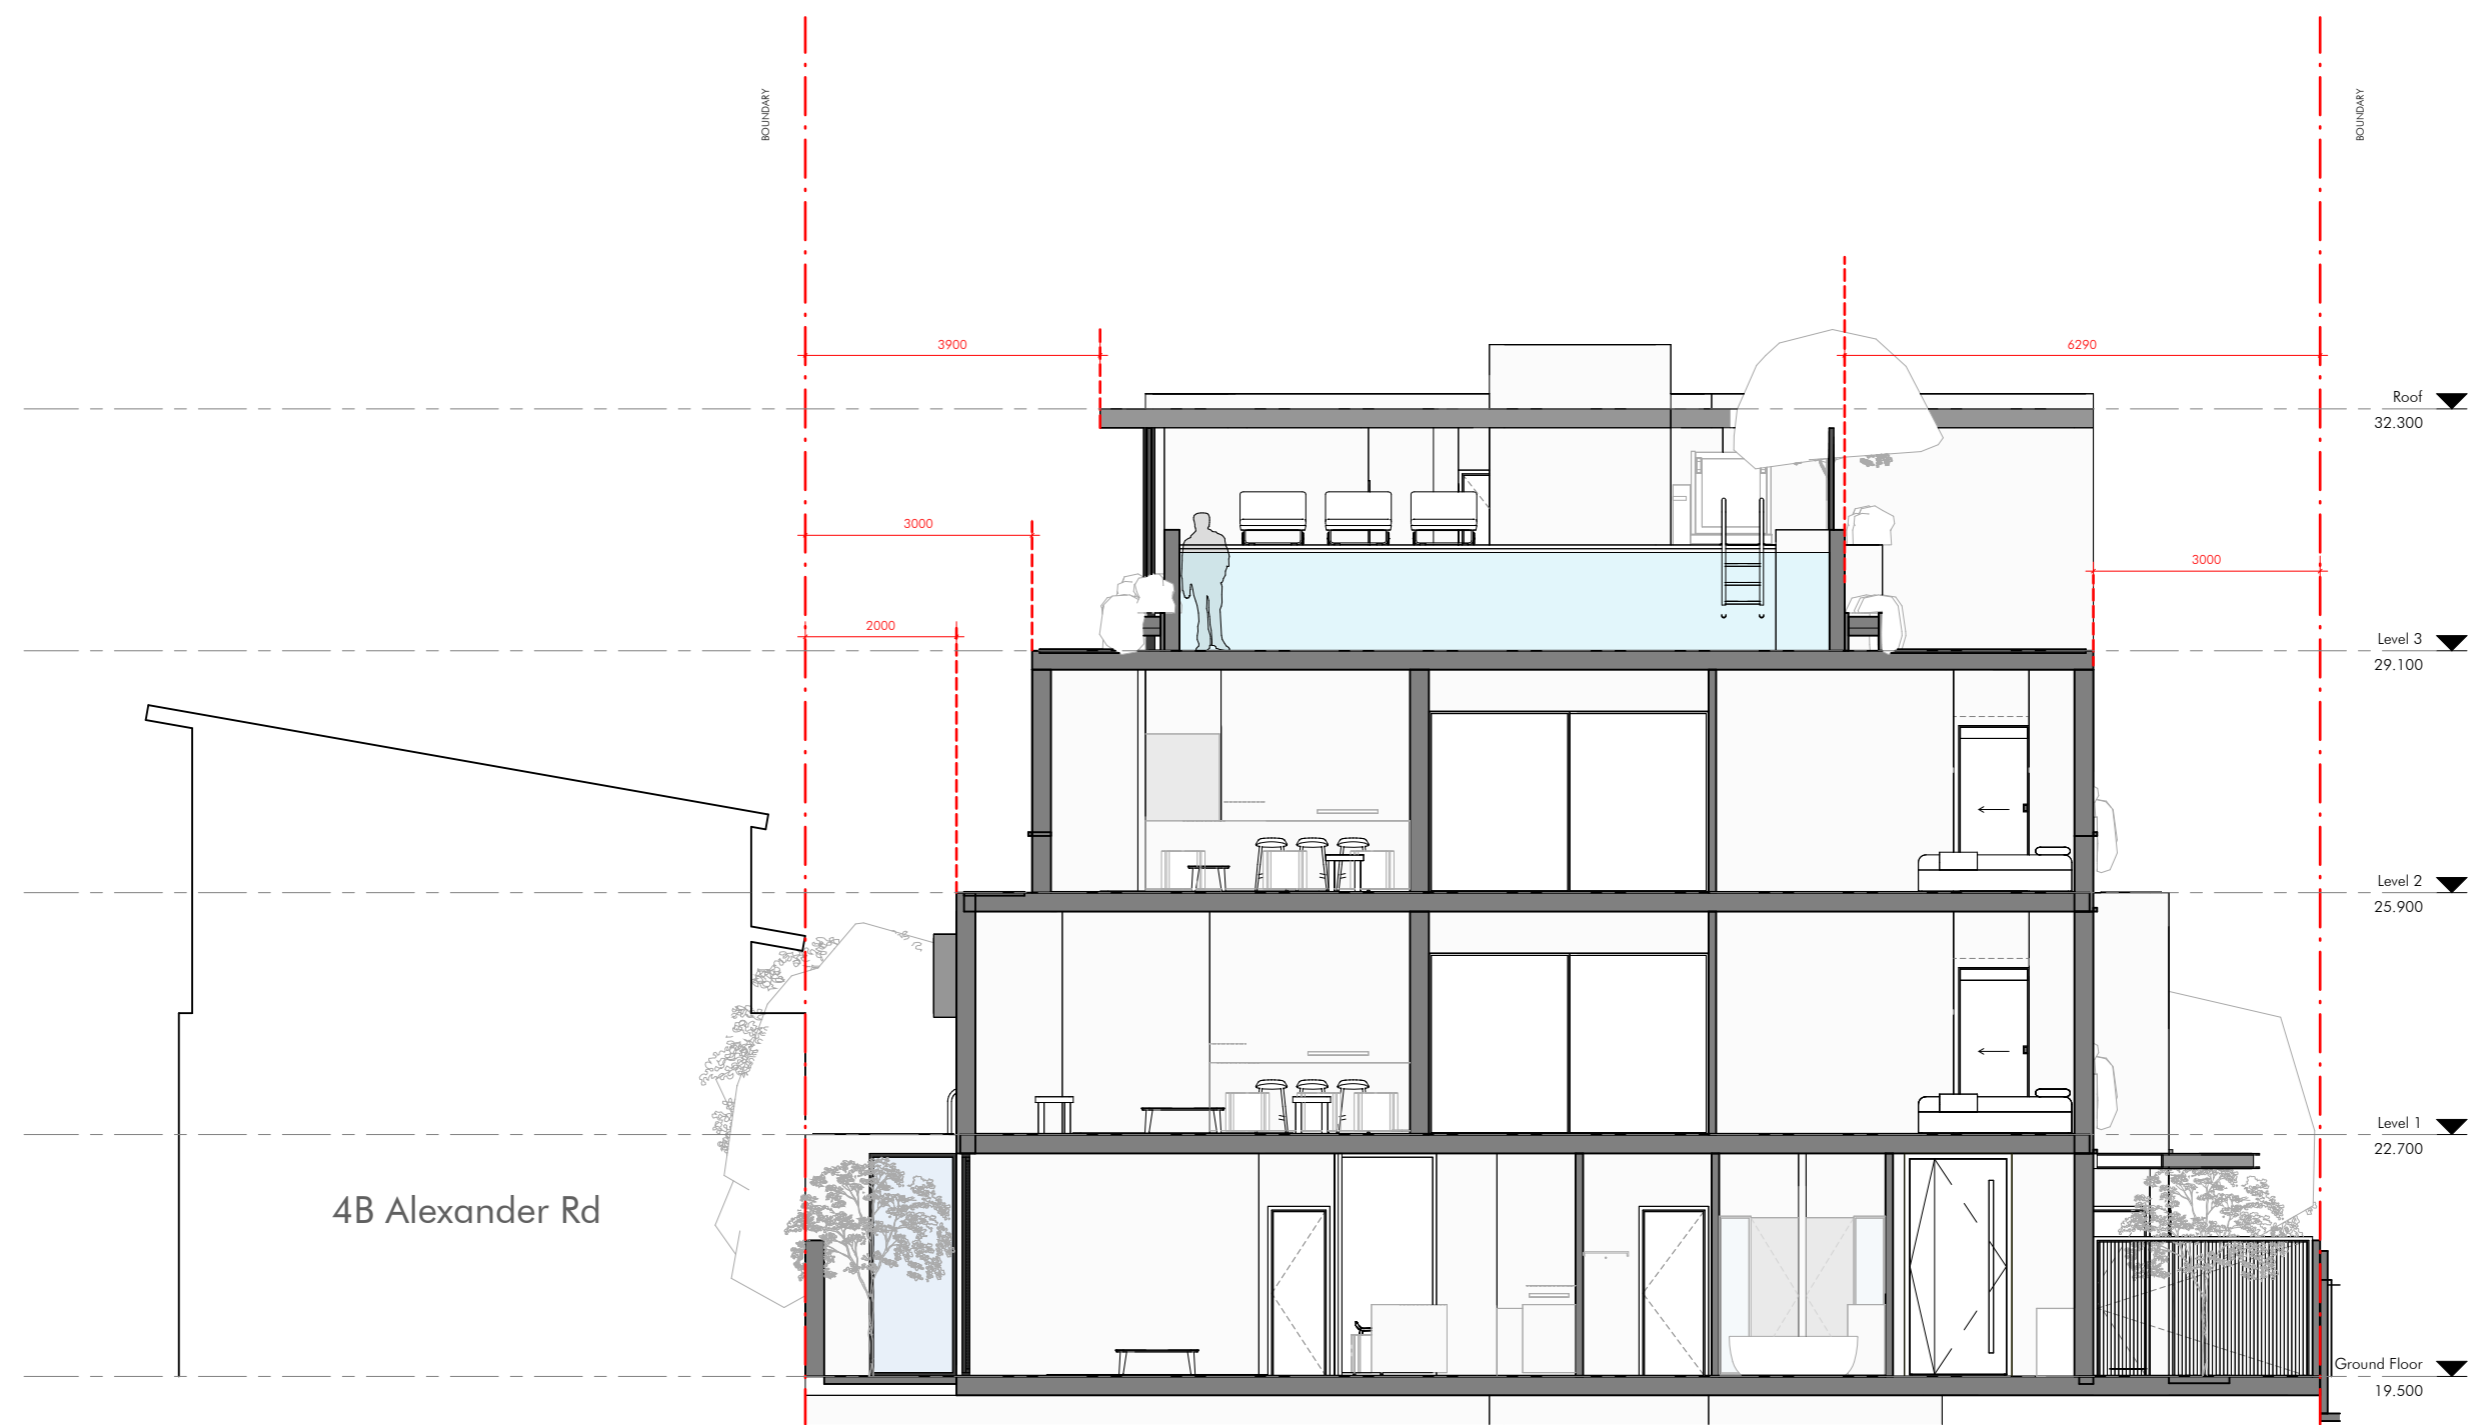 BOUNDARY
BOUNDARY
3900
6290
Roof
32.300
3000
3000
2000
Level 3
29.100
Level 2
25.900
Level 1
22.700
4B Alexander Rd
Ground Floor
19.500